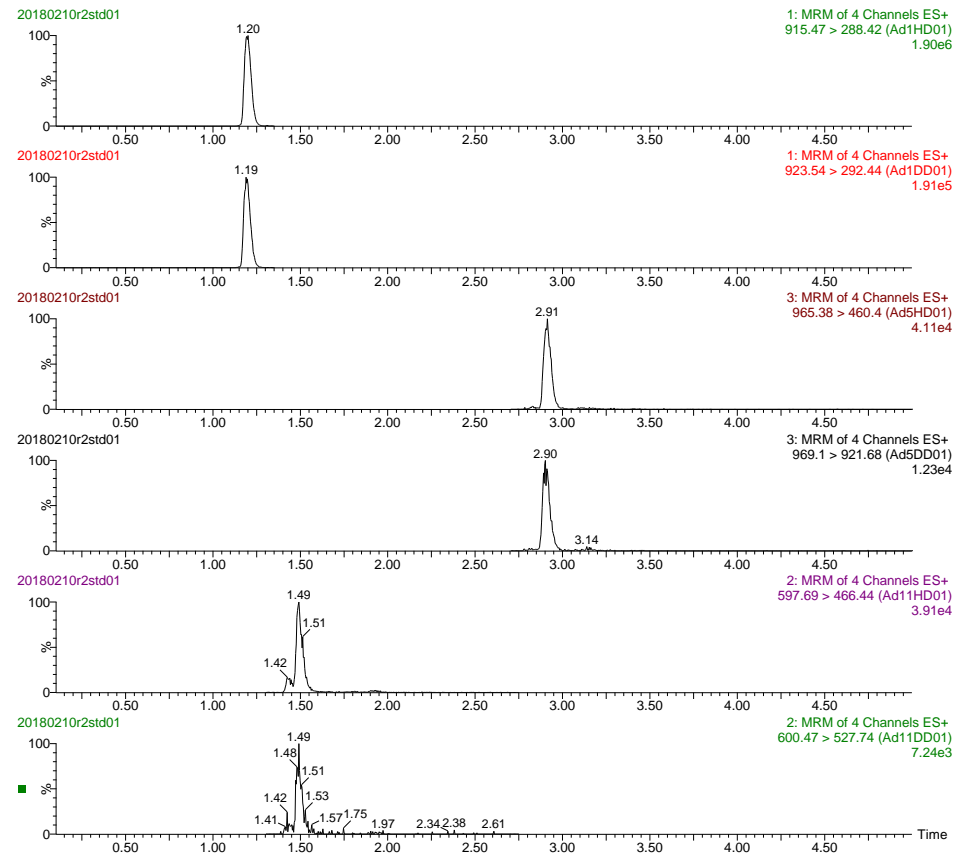 20180210r2std01
1: MRM of 4 Channels ES+
915.47 > 288.42 (Ad1HD01)
1.90e6
1.20
100
%
0
0.50 1.00 1.50 2.00 2.50 3.00 3.50 4.00 4.50
20180210r2std01
1: MRM of 4 Channels ES+
923.54 > 292.44 (Ad1DD01)
1.91e5
1.19
100
%
0
0.50 1.00 1.50 2.00 2.50 3.00 3.50 4.00 4.50
20180210r2std01
3: MRM of 4 Channels ES+
965.38 > 460.4 (Ad5HD01)
4.11e4
2.91
100
%
0
0.50 1.00 1.50 2.00 2.50 3.00 3.50 4.00 4.50
20180210r2std01
3: MRM of 4 Channels ES+
969.1 > 921.68 (Ad5DD01)
1.23e4
2.90
100
%
3.14
0
0.50 1.00 1.50 2.00 2.50 3.00 3.50 4.00 4.50
20180210r2std01
2: MRM of 4 Channels ES+
597.69 > 466.44 (Ad11HD01)
3.91e4
1.49
100
1.51
%
1.42
0
0.50 1.00 1.50 2.00 2.50 3.00 3.50 4.00 4.50
20180210r2std01
2: MRM of 4 Channels ES+
600.47 > 527.74 (Ad11DD01)
7.24e3
1.49
100
1.48
1.51
%
1.42
1.53
1.41 1.57 1.75 1.97 2.34 2.38 2.61
0
Time
0.50 1.00 1.50 2.00 2.50 3.00 3.50 4.00 4.50